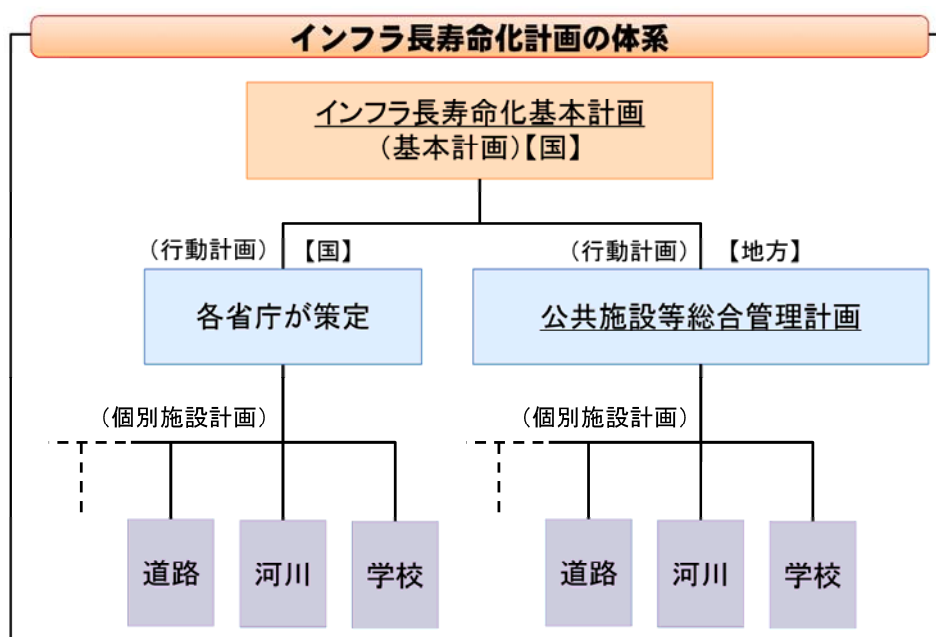 インフラ長寿命化計画の体系
インフラ長寿命化基本計画
（基本計画）【国】
（行動計画）【国】
（行動計画）【地方】
各省庁が策定
公共施設等総合管理計画
（個別施設計画）
（個別施設計画）
道路
河川
学校
道路
河川
学校